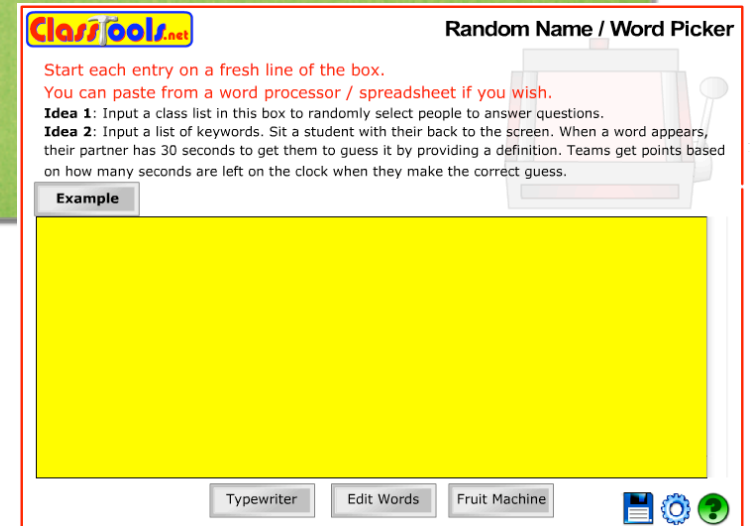 ClassTools.net
Random Name / Word Picker
Start each entry on a fresh line of the box.
You can paste from a word processor / spreadsheet if you wish.
Idea 1: Input a class list in this box to randomly select people to answer questions.
Idea 2: Input a list of keywords. Sit a student with their back to the screen. When a word appears,
their partner has 30 seconds to get them to guess it by providing a definition. Teams get points based
on how many seconds are left on the clock when they make the correct guess.
Example
Typewriter
Edit Words
Fruit Machine
?